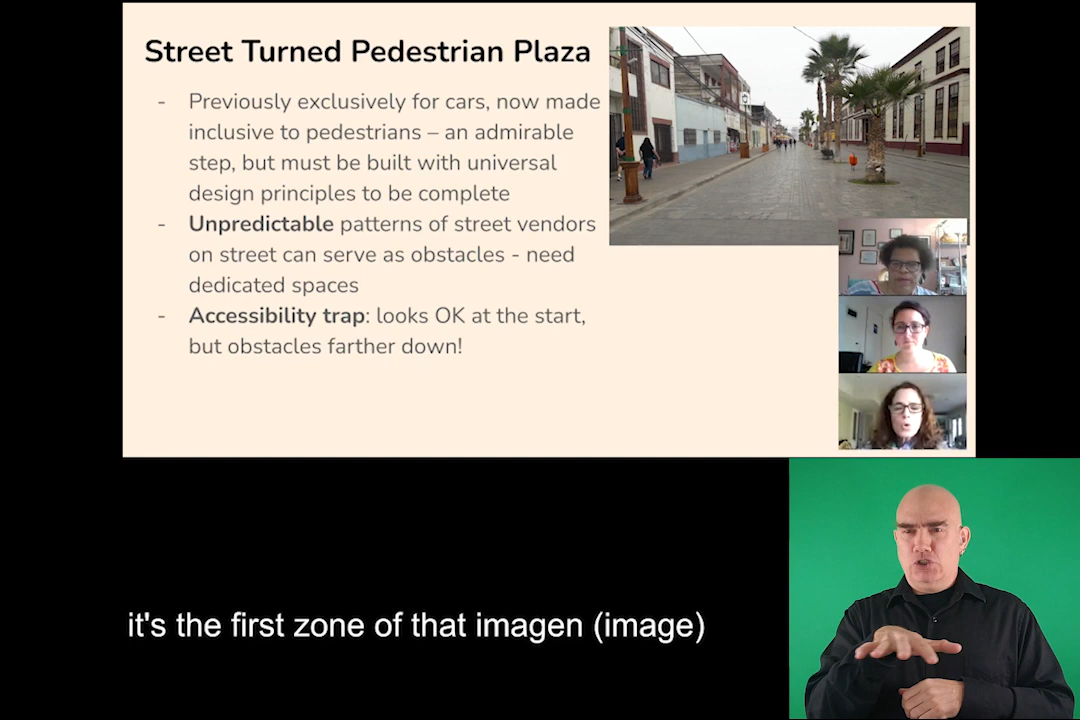 Street Turned Pedestrian Plaza
- Previously exclusively for cars, now made
inclusive to pedestrians – an admirable
step, but must be built with universal
design principles to be complete
- Unpredictable patterns of street vendors
on street can serve as obstacles - need
dedicated spaces
- Accessibility trap: looks OK at the start,
but obstacles farther down!
it's the first zone of that imagen (image)